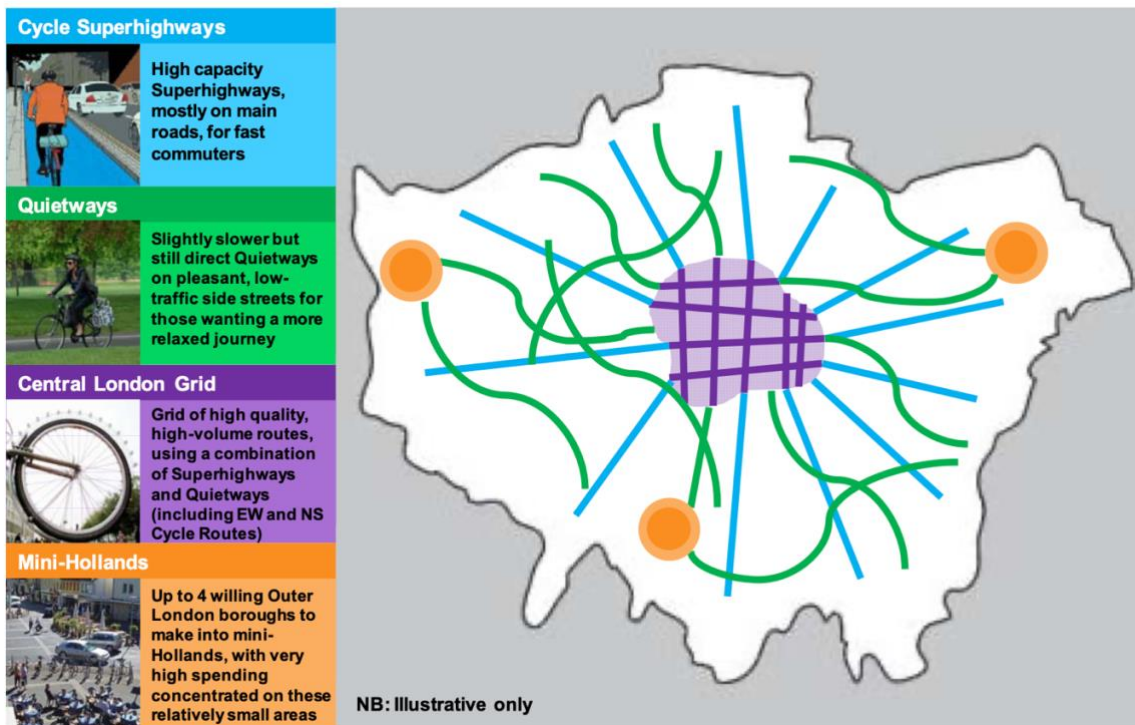 Cycle Superhighways
High capacity
Superhighways,
mostly on main
roads, for fast
commuters
Quietways
Slightly slower but
still direct Quietways
on pleasant, low-
traffic side streets for
those wanting a more
relaxed journey
Central London Grid
Grid of high quality,
high-volume routes,
using a combination
of Superhighways
and Quietways
(including EW and NS
Cycle Routes)
Mini-Hollands
Up to 4 willing Outer
London boroughs to
make into mini-
Hollands, with very
high spending
concentrated on these
relatively small areas
NB: Illustrative only